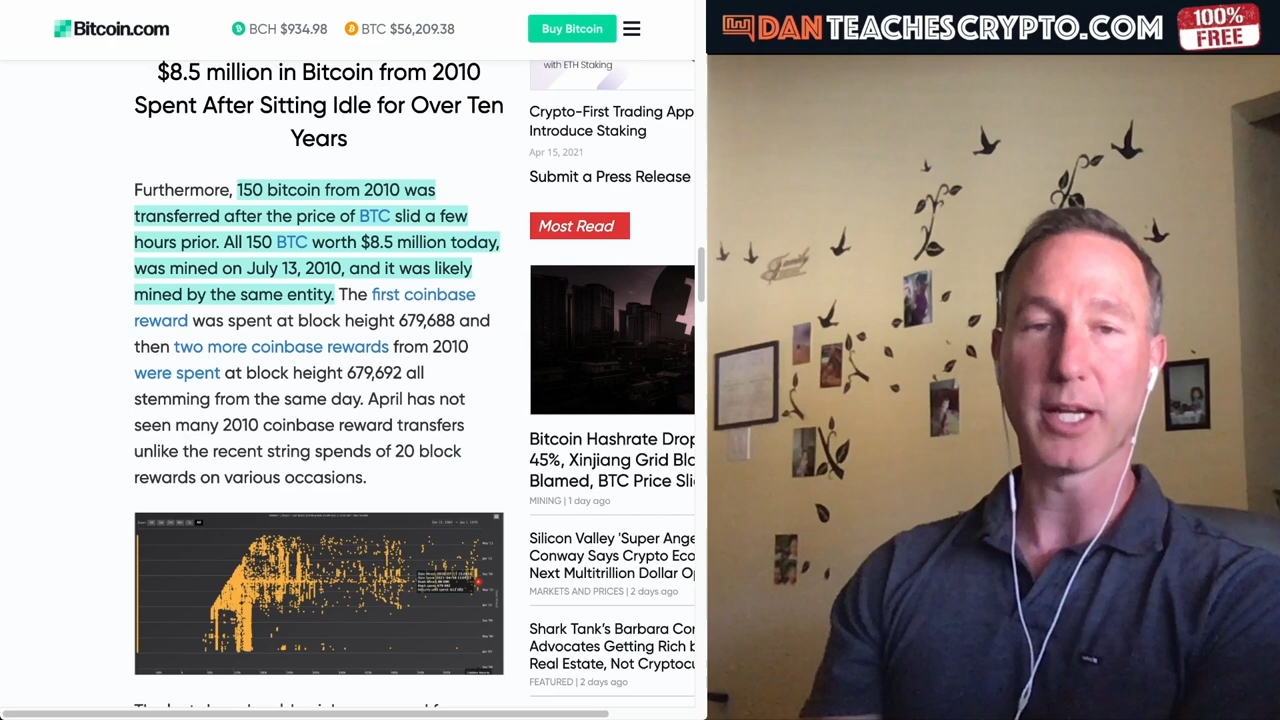 Bitcoin.com
BCH $934.98
BTC $56,209.38
Buy Bitcoin
$8.5 million in Bitcoin from 2010
Spent After Sitting Idle for Over Ten
Years
Furthermore, 150 bitcoin from 2010 was
transferred after the price of BTC slid a few
hours prior. All 150 BTC worth $8.5 million today,
was mined on July 13, 2010, and it was likely
mined by the same entity. The first coinbase
reward was spent at block height 679,688 and
then two more coinbase rewards from 2010
were spent at block height 679,692 all
stemming from the same day. April has not
seen many 2010 coinbase reward transfers
unlike the recent string spends of 20 block
rewards on various occasions.
with ETH Staking
Crypto-First Trading App
Introduce Staking
Apr 15, 2021
Submit a Press Release
Most Read
Bitcoin Hashrate Drop
45%, Xinjiang Grid Bla
Blamed, BTC Price Sli
MINING | 1 day ago
Silicon Valley 'Super Ange
Conway Says Crypto Eco
Next Multitrillion Dollar Op
MARKETS AND PRICES | 2 days ago
Shark Tank's Barbara Cor
Advocates Getting Rich b
Real Estate, Not Cryptocu
FEATURED | 2 days ago
DANTEACHESCRYPTO.COM
100%
FREE
Family